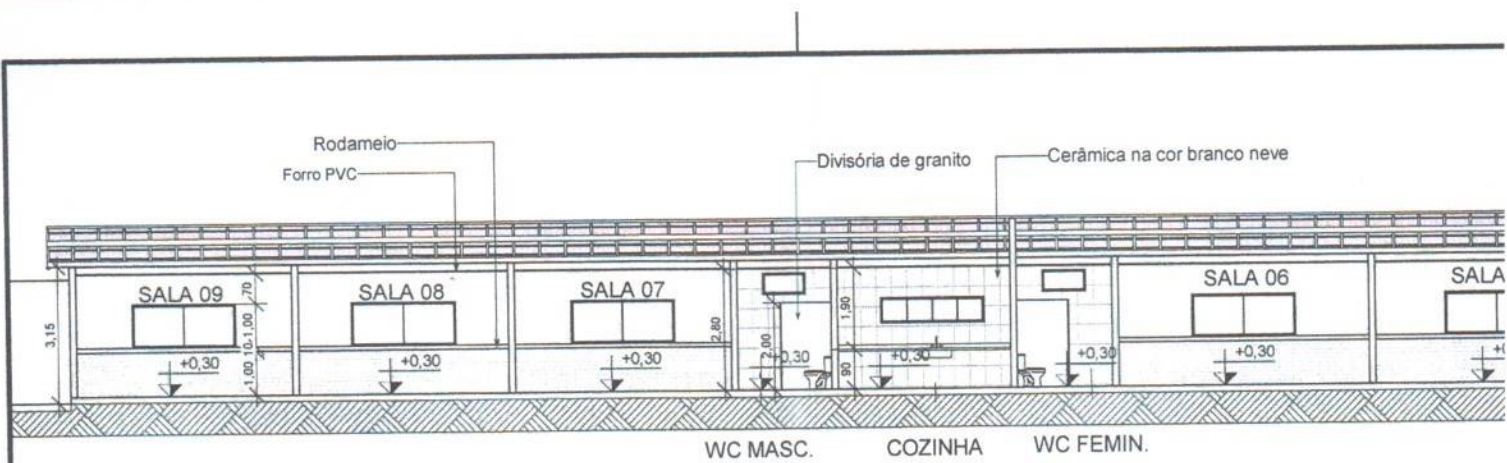 Rodameio
Forro PVC
Divisória de granito
Cerâmica na cor branco neve
SALA 09
SALA 08
SALA 07
SALA 06
SALA
3,15
,70
1,00
10
1,00
2,80
2,00
1,90
,90
+0,30
+0,30
+0,30
+0,30
+0,30
+0,30
+0,30
WC MASC.
COZINHA
WC FEMIN.